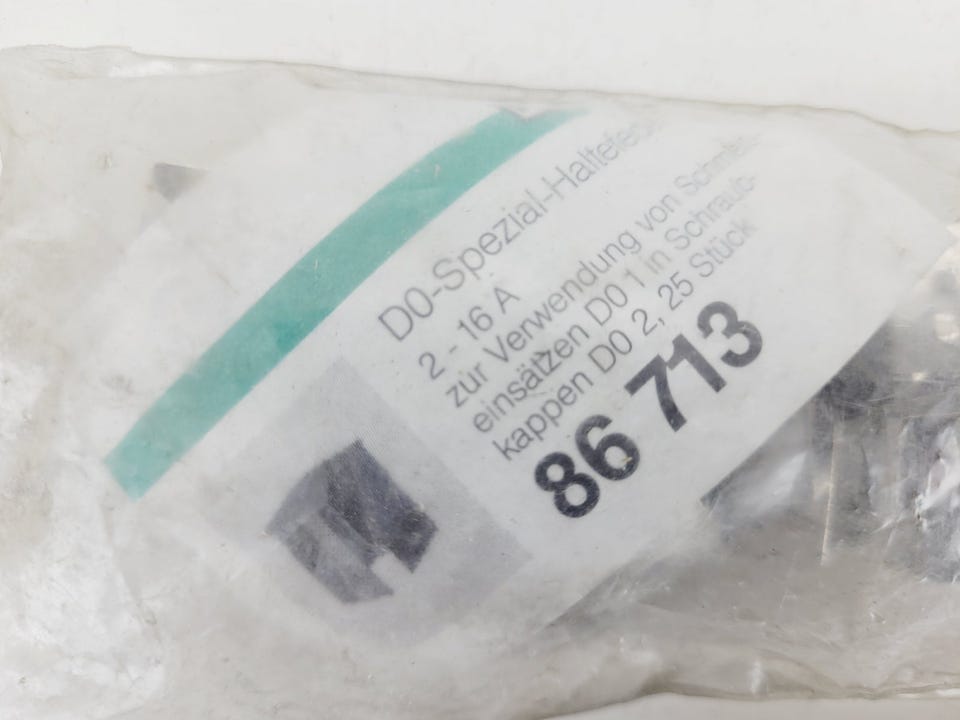 D0-Spezial-Haltefeder
2 - 16 A
zur Verwendung von Schmelz-
einsätzen D0 1 in Schraub-
kappen D0 2, 25 Stück
86 713